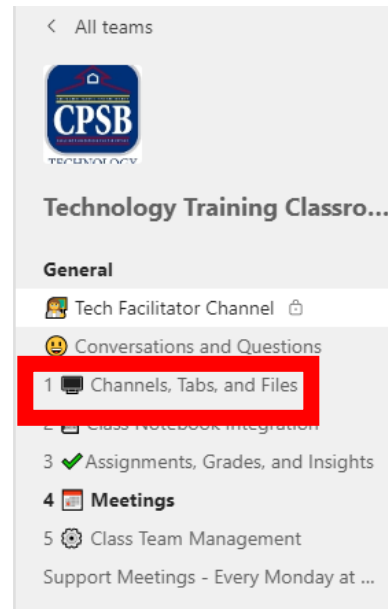 < All teams
CPSB
TECHNOLOGY
Technology Training Classro...
General
👩‍🏫 Tech Facilitator Channel
😃 Conversations and Questions
1 🖥️ Channels, Tabs, and Files
2 📓 Class Notebook Integration
3 ✔ Assignments, Grades, and Insights
4 📅 Meetings
5 ⚙️ Class Team Management
Support Meetings - Every Monday at ...